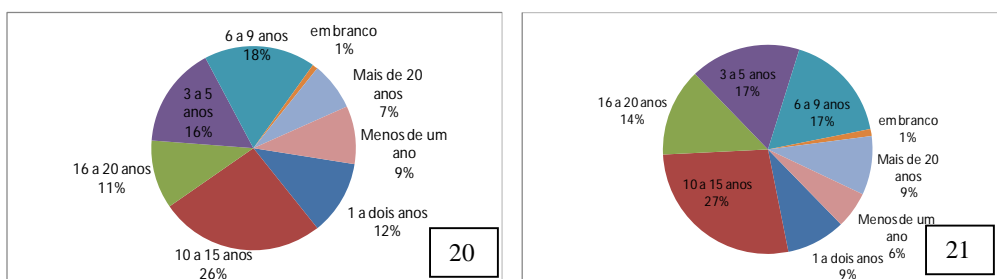 6 a 9 anos
18%
em branco
1%
Mais de 20
anos
7%
Menos de um
ano
9%
1 a dois anos
12%
10 a 15 anos
26%
16 a 20 anos
11%
3 a 5
anos
16%
20
3 a 5 anos
17%
6 a 9 anos
17%
em branco
1%
Mais de 20
anos
9%
Menos de um
ano
6%
1 a dois anos
9%
10 a 15 anos
27%
16 a 20 anos
14%
21